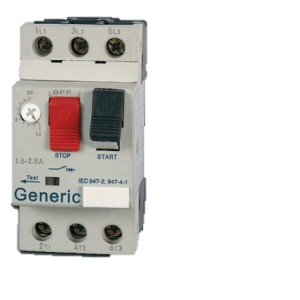 1L1 3L2 5L3
OFF
1.6-2.5A
STOP START
Test
IEC 947-2, 947-4-1
Generic
2T1 4T2 6T3